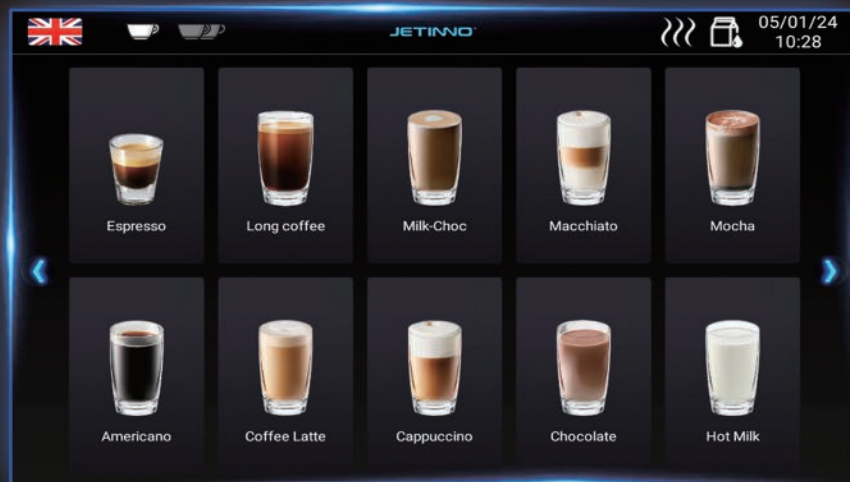 JETINNO
05/01/24
10:28
Espresso
Long coffee
Milk-Choc
Macchiato
Mocha
Americano
Coffee Latte
Cappuccino
Chocolate
Hot Milk